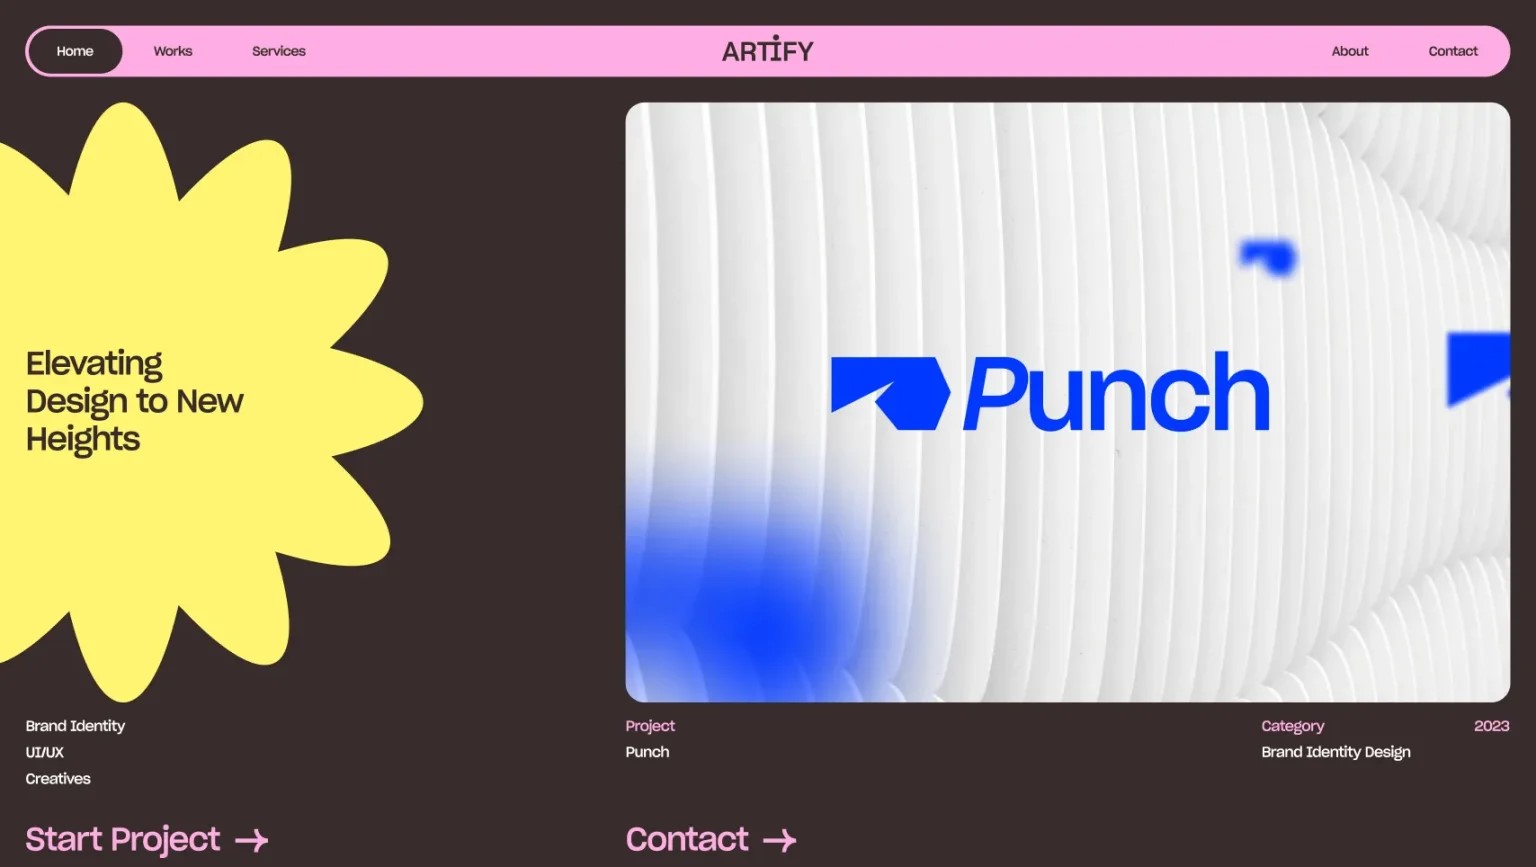 Home
Works
Services
ARTIFY
About
Contact
Elevating
Design to New
Heights
Punch
Brand Identity
UI/UX
Creatives
Project
Punch
Category
2023
Brand Identity Design
Start Project →
Contact →